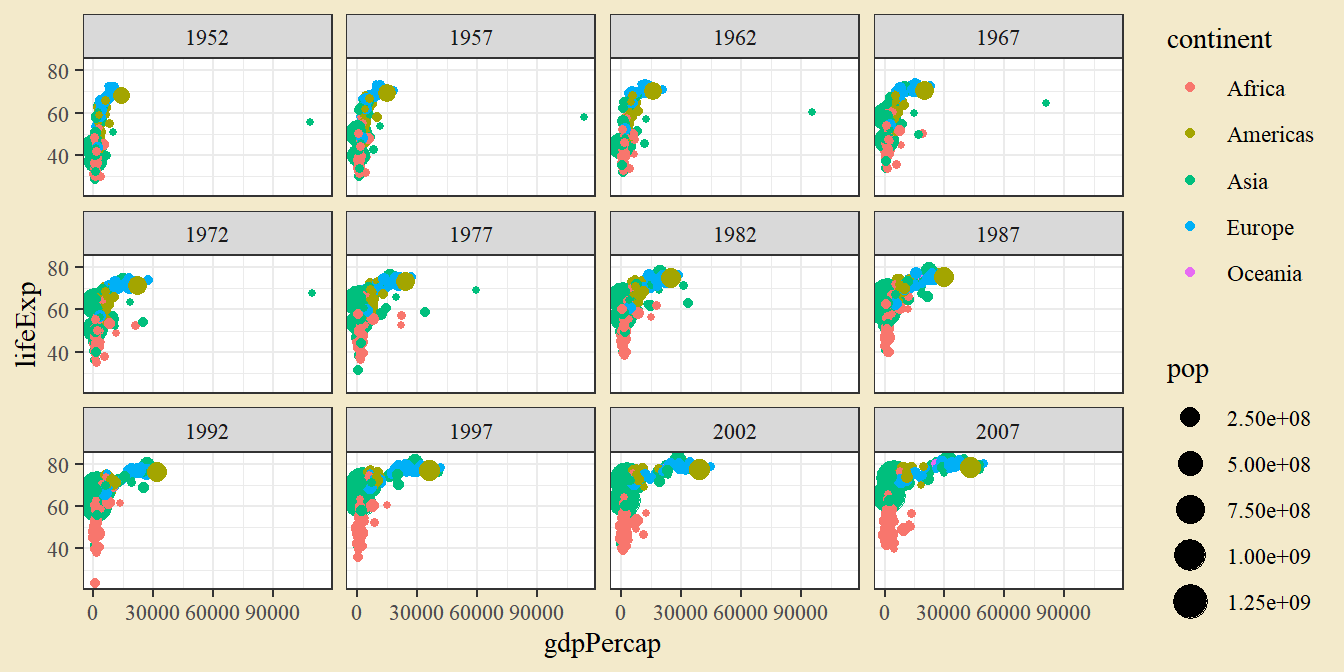 1952 1957 1962 1967
80
60
40
1972 1977 1982 1987
80
60
40
1992 1997 2002 2007
80
60
40
0 30000 60000 90000 0 30000 60000 90000 0 30000 60000 90000 0 30000 60000 90000
gdpPercap
lifeExp
continent
Africa
Americas
Asia
Europe
Oceania
pop
2.50e+08
5.00e+08
7.50e+08
1.00e+09
1.25e+09